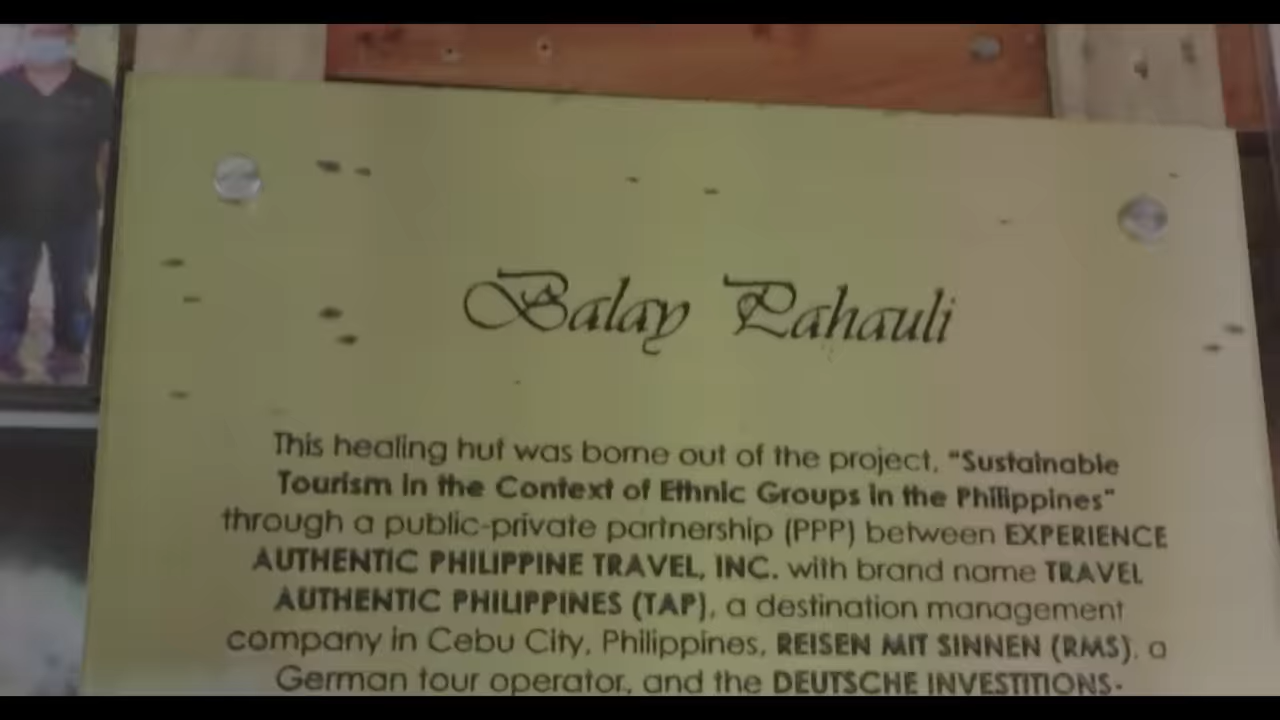 Balay Pahauli
This healing hut was borne out of the project, "Sustainable
Tourism in the Context of Ethnic Groups in the Philippines"
through a public-private partnership (PPP) between EXPERIENCE
AUTHENTIC PHILIPPINE TRAVEL, INC. with brand name TRAVEL
AUTHENTIC PHILIPPINES (TAP), a destination management
company in Cebu City, Philippines, REISEN MIT SINNEN (RMS), a
German tour operator, and the DEUTSCHE INVESTITIONS-